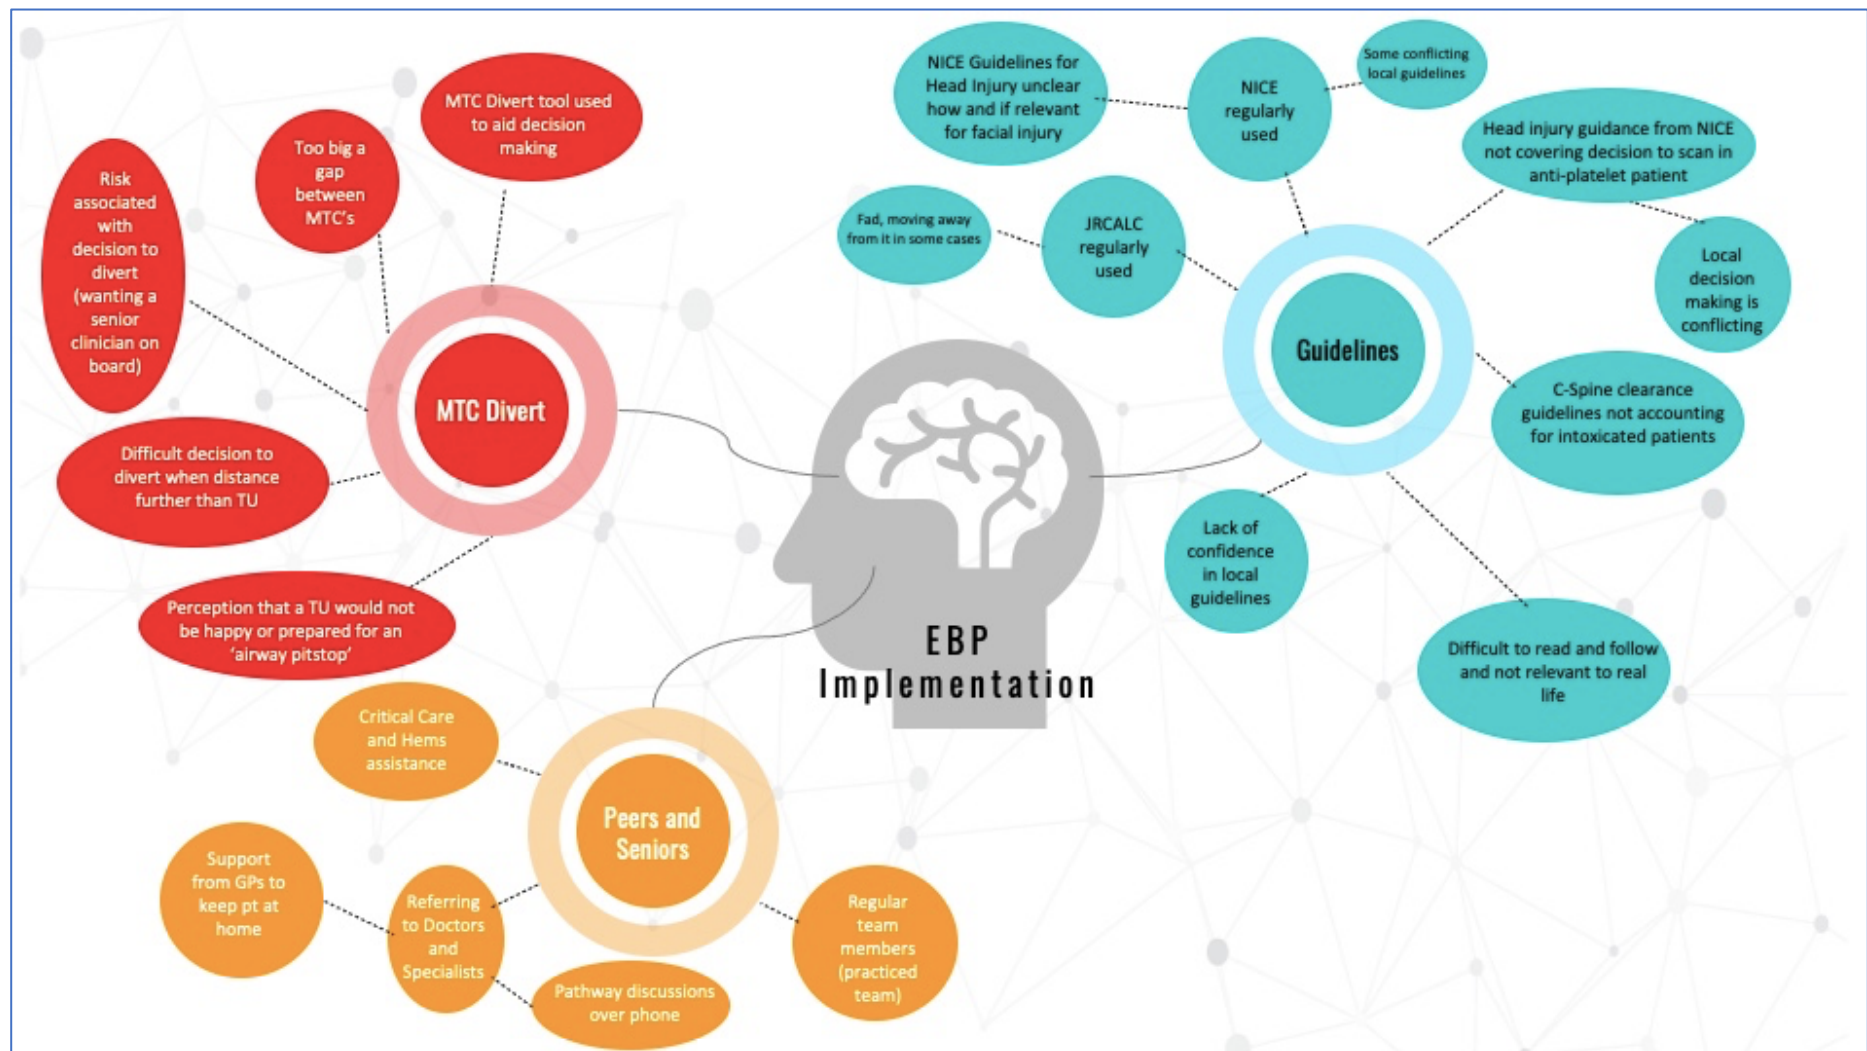 MTC Divert tool used
to aid decision
making
Too big a
gap
between
MTC's
Risk
associated
with
decision to
divert
(wanting a
senior
clinician on
board)
MTC Divert
Difficult decision to
divert when distance
further than TU
Perception that a TU would not
be happy or prepared for an
'airway pitstop'
NICE Guidelines for
Head Injury unclear
how and if relevant
for facial injury
NICE
regularly
used
Some conflicting
local guidelines
Head injury guidance from NICE
not covering decision to scan in
anti-platelet patient
Local
decision
making is
conflicting
Fad, moving away
from it in some cases
JRCALC
regularly
used
Guidelines
C-Spine clearance
guidelines not accounting
for intoxicated patients
Lack of
confidence
in local
guidelines
Difficult to read and follow
and not relevant to real
life
EBP
Implementation
Critical Care
and Hems
assistance
Peers and
Seniors
Support
from GPs to
keep pt at
home
Referring
to Doctors
and
Specialists
Pathway discussions
over phone
Regular
team
members
(practiced
team)